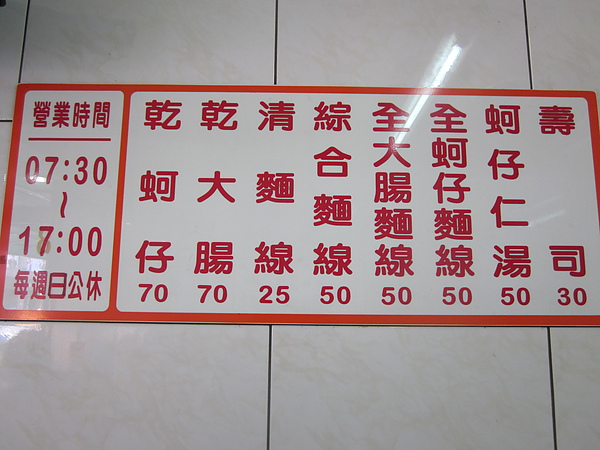 壽司
30
蚵仔仁湯
50
全蚵仔麵線
50
全大腸麵線
50
綜合麵線
50
清麵線
25
乾大腸
70
乾蚵仔
70
營業時間
07:30
~
17:00
每週日公休